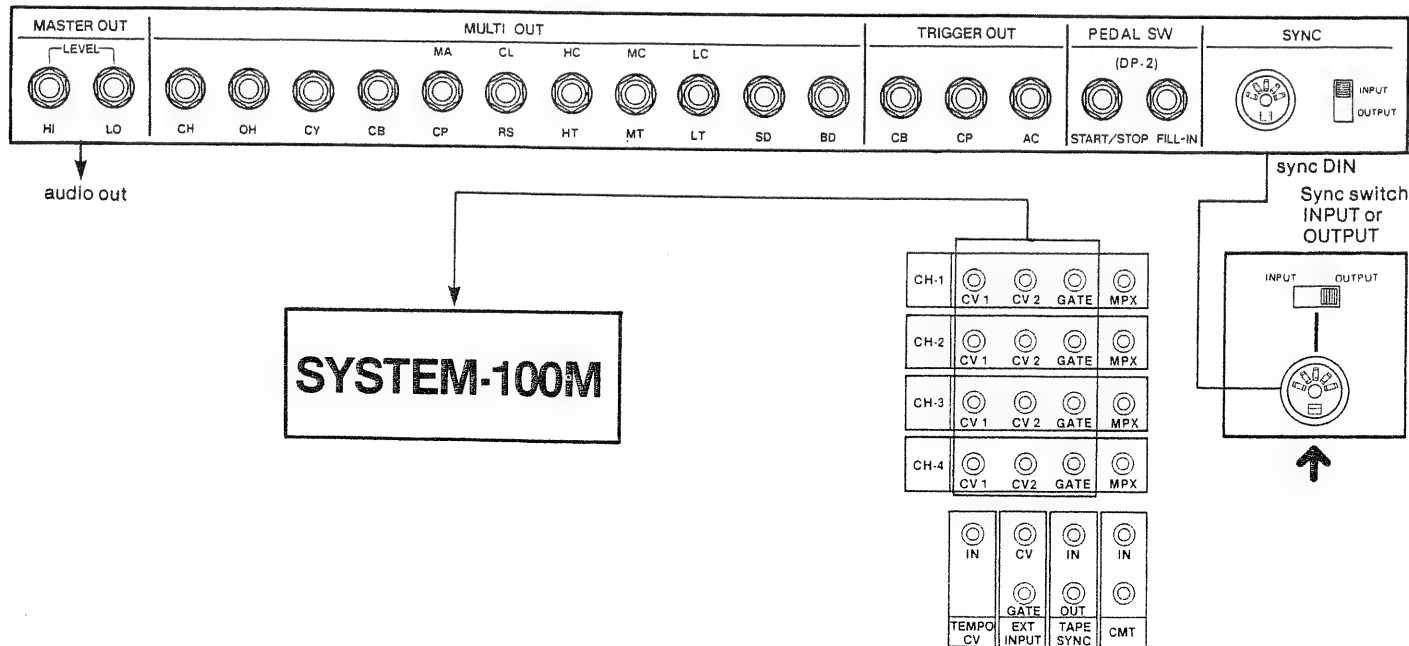 MASTER OUT MULTI OUT TRIGGER OUT PEDAL SW SYNC
LEVEL MA CL HC MC LC (DP-2)
INPUT
OUTPUT
HI LO CH OH CY CB CP RS HT MT LT SD BD CB CP AC START/STOP FILL-IN
audio out
sync DIN
Sync switch
INPUT or
OUTPUT
INPUT OUTPUT
SYSTEM-100M
CH-1 CV 1 CV 2 GATE MPX
CH-2 CV 1 CV 2 GATE MPX
CH-3 CV 1 CV 2 GATE MPX
CH-4 CV 1 CV2 GATE MPX
IN CV IN IN
GATE OUT
TEMPO CV
EXT INPUT
TAPE SYNC
CMT